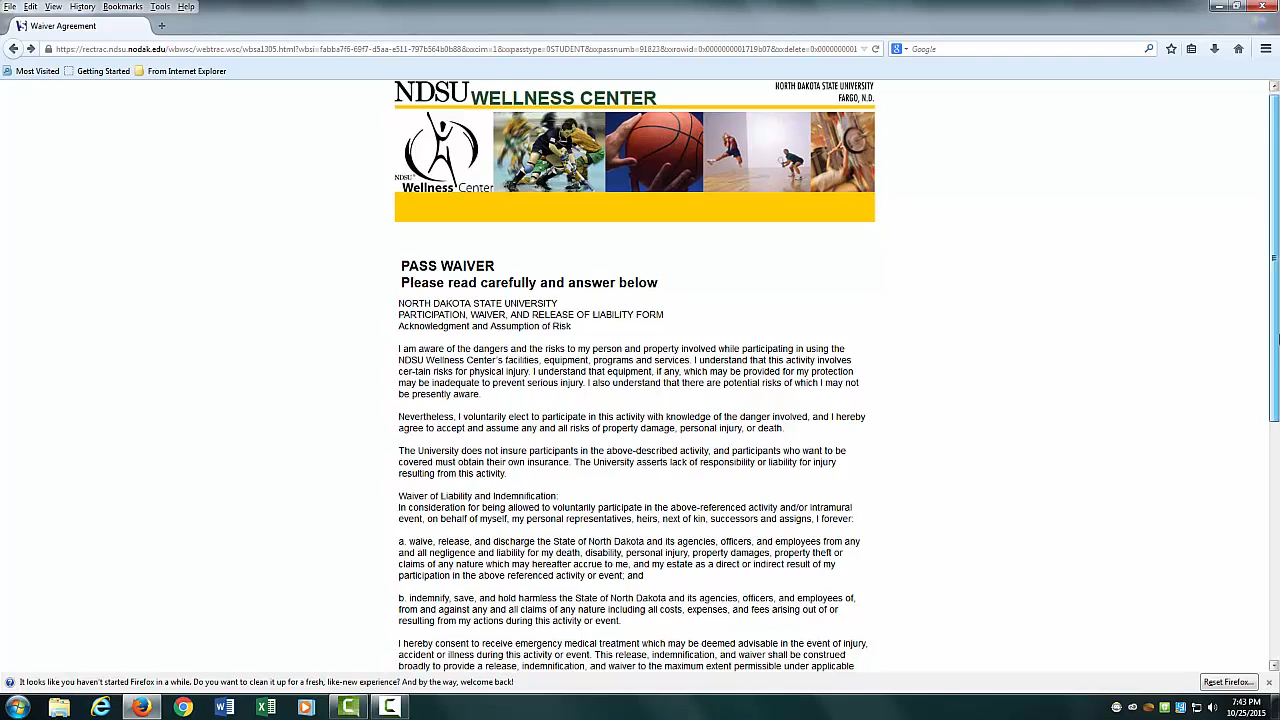 File Edit View History Bookmarks Tools Help
Waiver Agreement
Google
Most Visited Getting Started From Internet Explorer
NDSU WELLNESS CENTER
NORTH DAKOTA STATE UNIVERSITY
FARGO, N.D.
NDSU
Wellness Center
PASS WAIVER
Please read carefully and answer below
NORTH DAKOTA STATE UNIVERSITY
PARTICIPATION, WAIVER, AND RELEASE OF LIABILITY FORM
Acknowledgment and Assumption of Risk
I am aware of the dangers and the risks to my person and property involved while participating in using the
NDSU Wellness Center's facilities, equipment, programs and services. I understand that this activity involves
cer-tain risks for physical injury. I understand that equipment, if any, which may be provided for my protection
may be inadequate to prevent serious injury. I also understand that there are potential risks of which I may not
be presently aware.
Nevertheless, I voluntarily elect to participate in this activity with knowledge of the danger involved, and I hereby
agree to accept and assume any and all risks of property damage, personal injury, or death.
The University does not insure participants in the above-described activity, and participants who want to be
covered must obtain their own insurance. The University asserts lack of responsibility or liability for injury
resulting from this activity.
Waiver of Liability and Indemnification:
In consideration for being allowed to voluntarily participate in the above-referenced activity and/or intramural
event, on behalf of myself, my personal representatives, heirs, next of kin, successors and assigns, I forever:
a. waive, release, and discharge the State of North Dakota and its agencies, officers, and employees from any
and all negligence and liability for my death, disability, personal injury, property damages, property theft or
claims of any nature which may hereafter accrue to me, and my estate as a direct or indirect result of my
participation in the above referenced activity or event; and
b. indemnify, save, and hold harmless the State of North Dakota and its agencies, officers, and employees of,
from and against any and all claims of any nature including all costs, expenses, and fees arising out of or
resulting from my actions during this activity or event.
I hereby consent to receive emergency medical treatment which may be deemed advisable in the event of injury,
accident or illness during this activity or event. This release, indemnification, and waiver shall be construed
broadly to provide a release, indemnification, and waiver to the maximum extent permissible under applicable
It looks like you haven't started Firefox in a while. Do you want to clean it up for a fresh, like-new experience? And by the way, welcome back!
Reset Firefox...
7:43 PM
10/25/2015